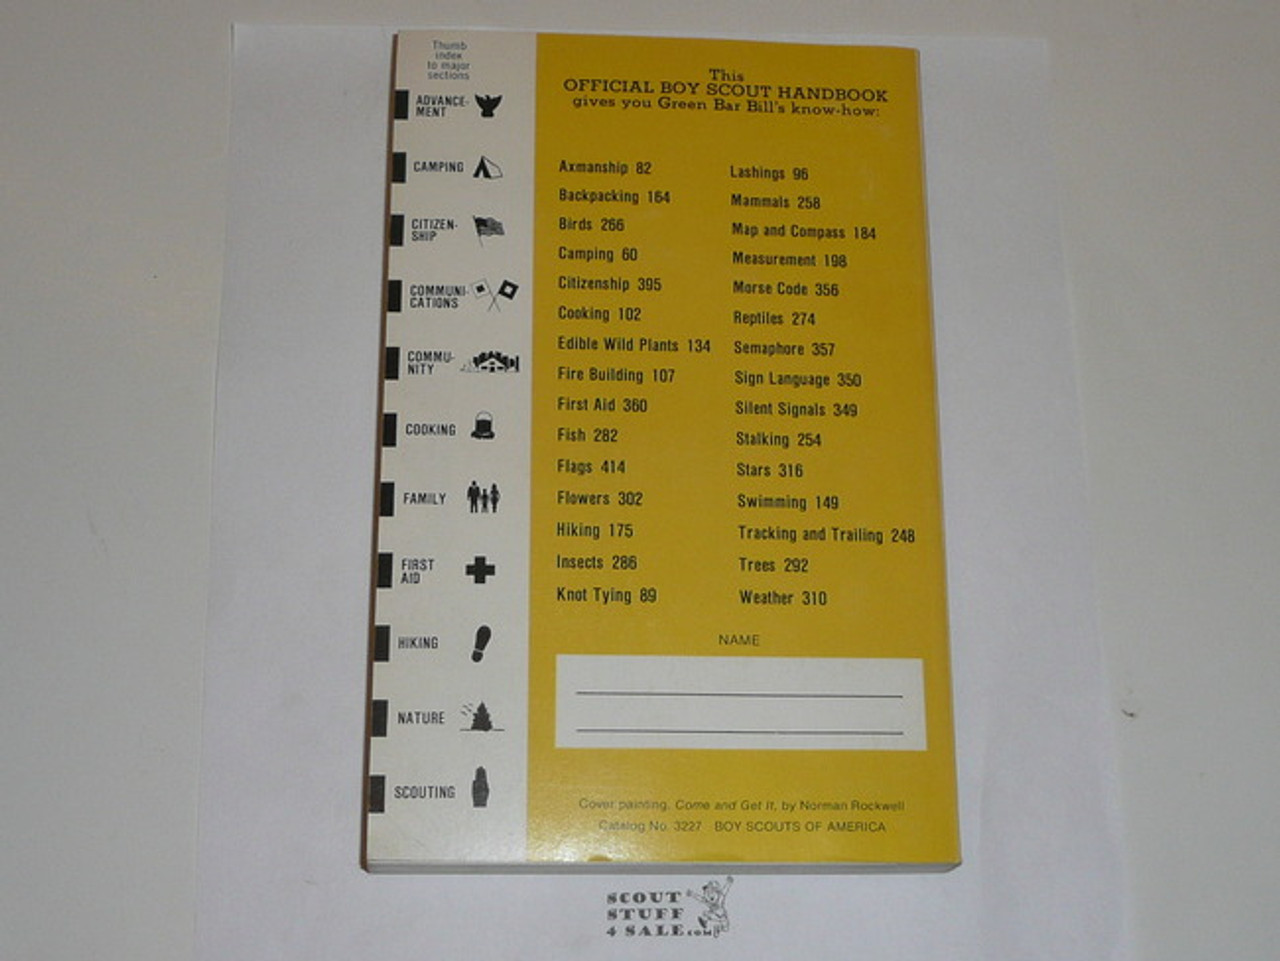 Thumb
index
to major
sections
ADVANCE-
MENT
CAMPING
CITIZEN-
SHIP
COMMUNI-
CATIONS
COMMU-
NITY
COOKING
FAMILY
FIRST
AID
HIKING
NATURE
SCOUTING
This
OFFICIAL BOY SCOUT HANDBOOK
gives you Green Bar Bill's know-how:
Axmanship 82
Backpacking 164
Birds 266
Camping 60
Citizenship 395
Cooking 102
Edible Wild Plants 134
Fire Building 107
First Aid 360
Fish 282
Flags 414
Flowers 302
Hiking 175
Insects 286
Knot Tying 89
Lashings 96
Mammals 258
Map and Compass 184
Measurement 198
Morse Code 356
Reptiles 274
Semaphore 357
Sign Language 350
Silent Signals 349
Stalking 254
Stars 316
Swimming 149
Tracking and Trailing 248
Trees 292
Weather 310
NAME
Cover painting, Come and Get It, by Norman Rockwell
Catalog No. 3227 BOY SCOUTS OF AMERICA
SCOUT
STUFF
4 SALE.COM